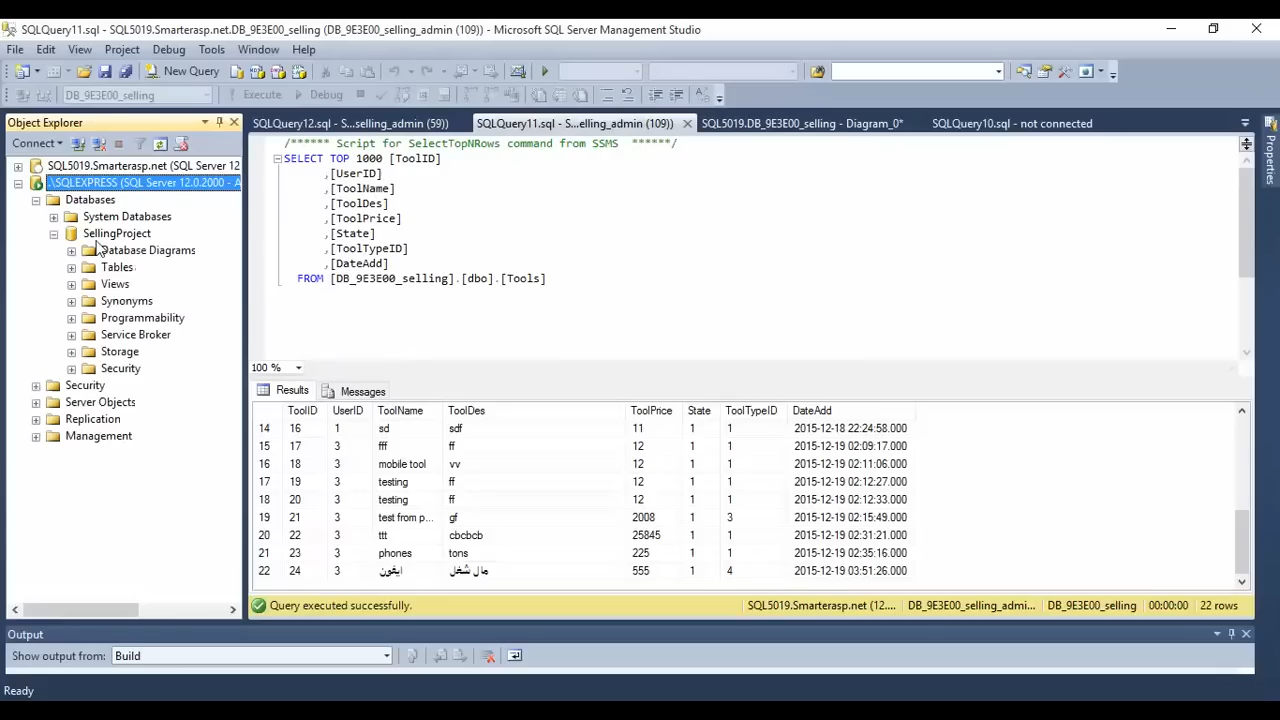 SQLQuery11.sql - SQL5019.Smarterasp.net.DB_9E3E00_selling (DB_9E3E00_selling_admin (109)) - Microsoft SQL Server Management Studio
File Edit View Project Debug Tools Window Help
New Query
DB_9E3E00_selling Execute Debug
Object Explorer
Connect
SQL5019.Smarterasp.net (SQL Server 12
.\SQLEXPRESS (SQL Server 12.0.2000 - A
Databases
System Databases
SellingProject
Database Diagrams
Tables
Views
Synonyms
Programmability
Service Broker
Storage
Security
Security
Server Objects
Replication
Management
SQLQuery12.sql - S...selling_admin (59)) SQLQuery11.sql - S...elling_admin (109)) SQL5019.DB_9E3E00_selling - Diagram_0* SQLQuery10.sql - not connected
/****** Script for SelectTopNRows command from SSMS ******/
SELECT TOP 1000 [ToolID]
,[UserID]
,[ToolName]
,[ToolDes]
,[ToolPrice]
,[State]
,[ToolTypeID]
,[DateAdd]
FROM [DB_9E3E00_selling].[dbo].[Tools]
100 %
Results Messages
ToolID UserID ToolName ToolDes ToolPrice State ToolTypeID DateAdd
14 16 1 sd sdf 11 1 1 2015-12-18 22:24:58.000
15 17 3 fff ff 12 1 1 2015-12-19 02:09:17.000
16 18 3 mobile tool vv 12 1 1 2015-12-19 02:11:06.000
17 19 3 testing ff 12 1 1 2015-12-19 02:12:27.000
18 20 3 testing ff 12 1 1 2015-12-19 02:12:33.000
19 21 3 test from p... gf 2008 1 3 2015-12-19 02:15:49.000
20 22 3 ttt cbcbcb 25845 1 1 2015-12-19 02:31:21.000
21 23 3 phones tons 225 1 1 2015-12-19 02:35:16.000
22 24 3 ايفون مال شغل 555 1 4 2015-12-19 03:51:26.000
Query executed successfully. SQL5019.Smarterasp.net (12.... DB_9E3E00_selling_admi... DB_9E3E00_selling 00:00:00 22 rows
Properties
Output
Show output from: Build
Ready